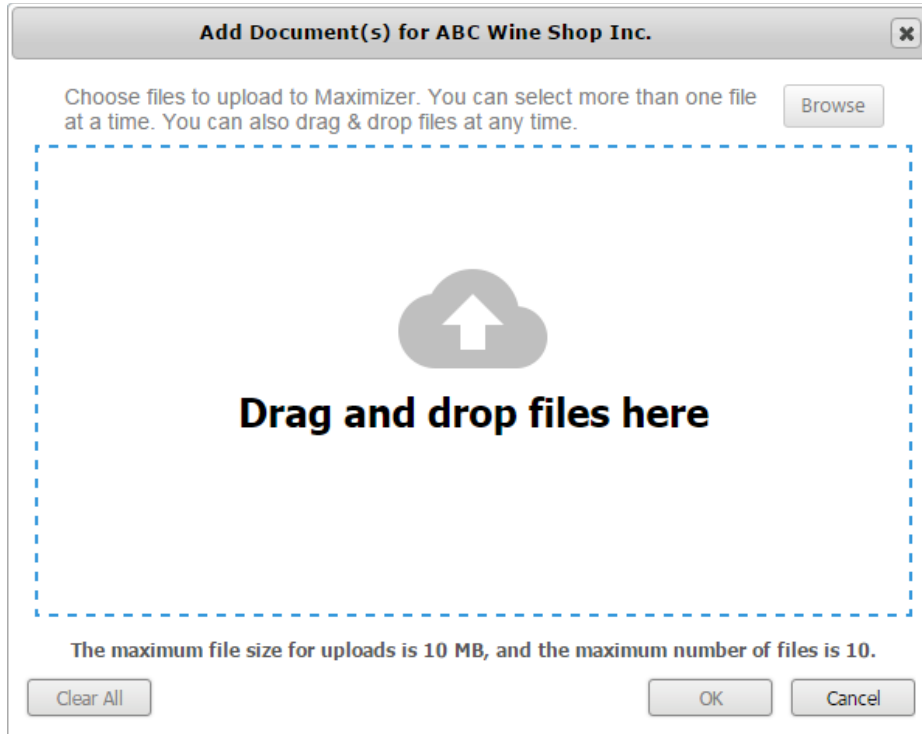 Add Document(s) for ABC Wine Shop Inc.
Choose files to upload to Maximizer. You can select more than one file
at a time. You can also drag & drop files at any time.
Browse
Drag and drop files here
The maximum file size for uploads is 10 MB, and the maximum number of files is 10.
Clear All
OK
Cancel